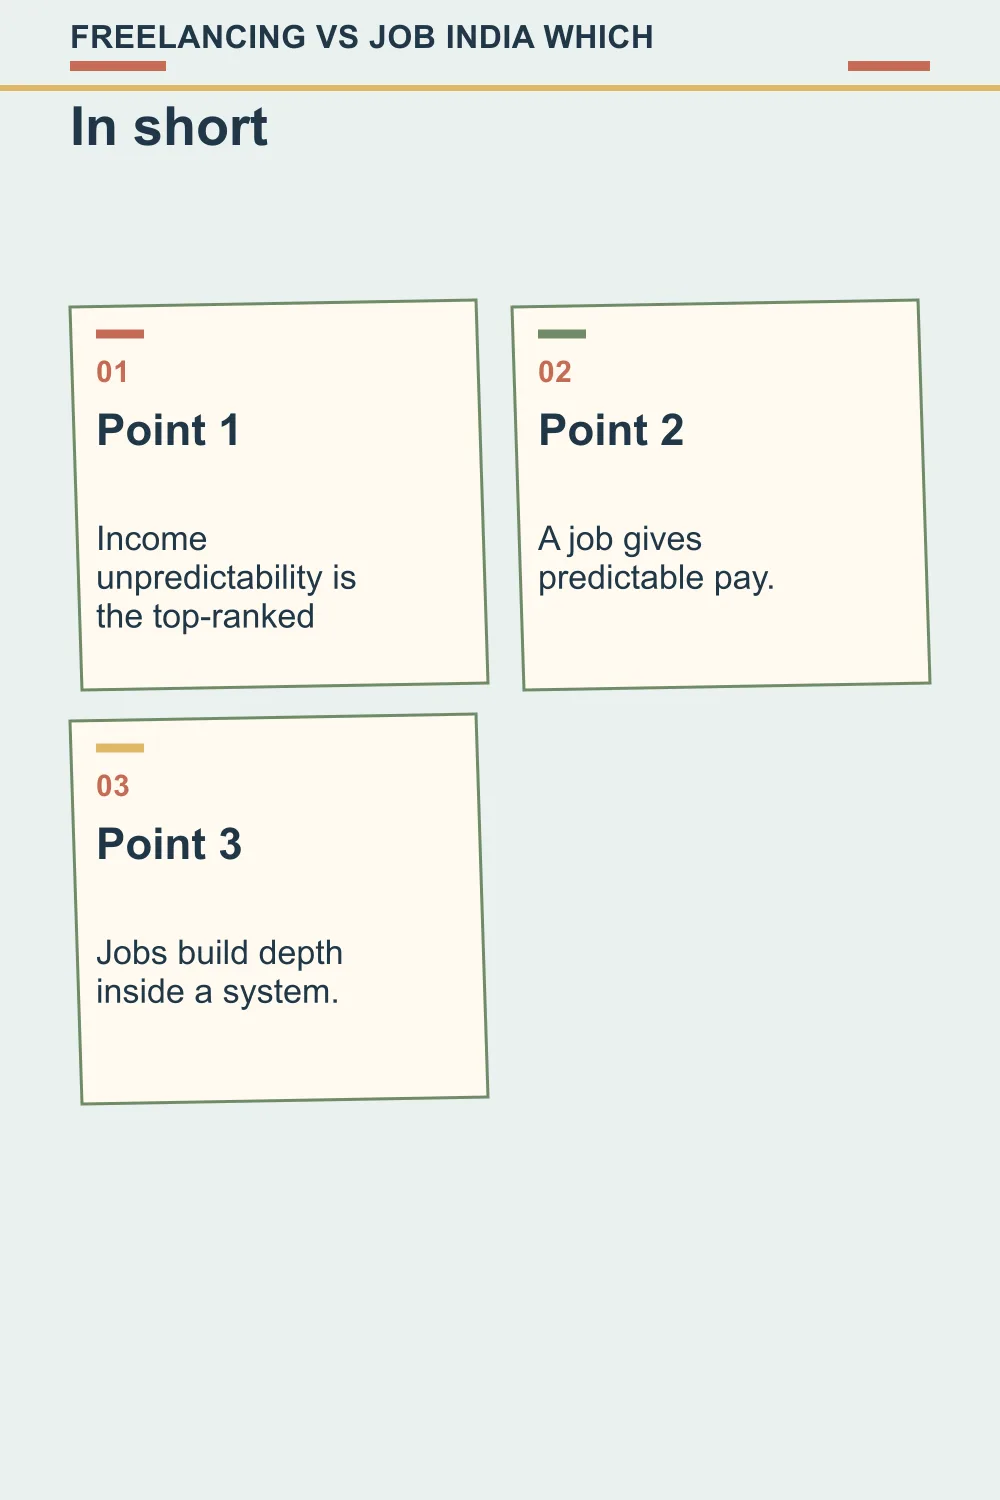 FREELANCING VS JOB INDIA WHICH
In short
01
Point 1
Income
unpredictability is
the top-ranked
02
Point 2
A job gives
predictable pay.
03
Point 3
Jobs build depth
inside a system.